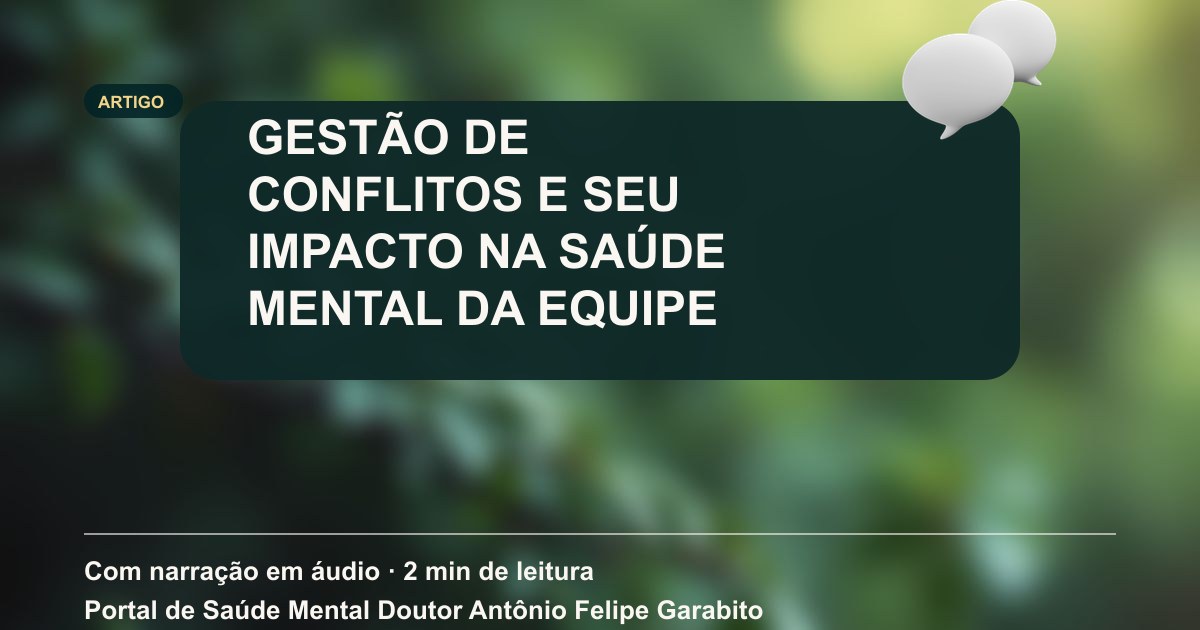 ARTIGO
GESTÃO DE
CONFLITOS E SEU
IMPACTO NA SAÚDE
MENTAL DA EQUIPE
Com narração em áudio · 2 min de leitura
Portal de Saúde Mental Doutor Antônio Felipe Garabito